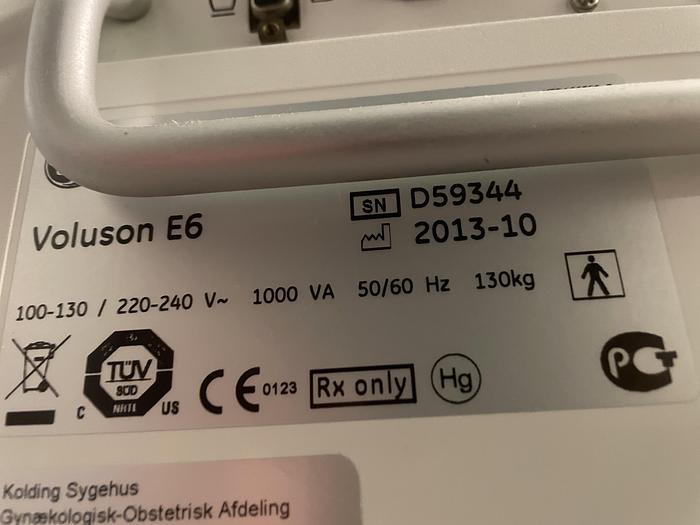 Voluson E6
SN D59344
2013-10
100-130 / 220-240 V~ 1000 VA 50/60 Hz 130kg
TÜV
SÜD
NRTL
C US
CE 0123
Rx only
Hg
PCT
Kolding Sygehus
Gynækologisk-Obstetrisk Afdeling